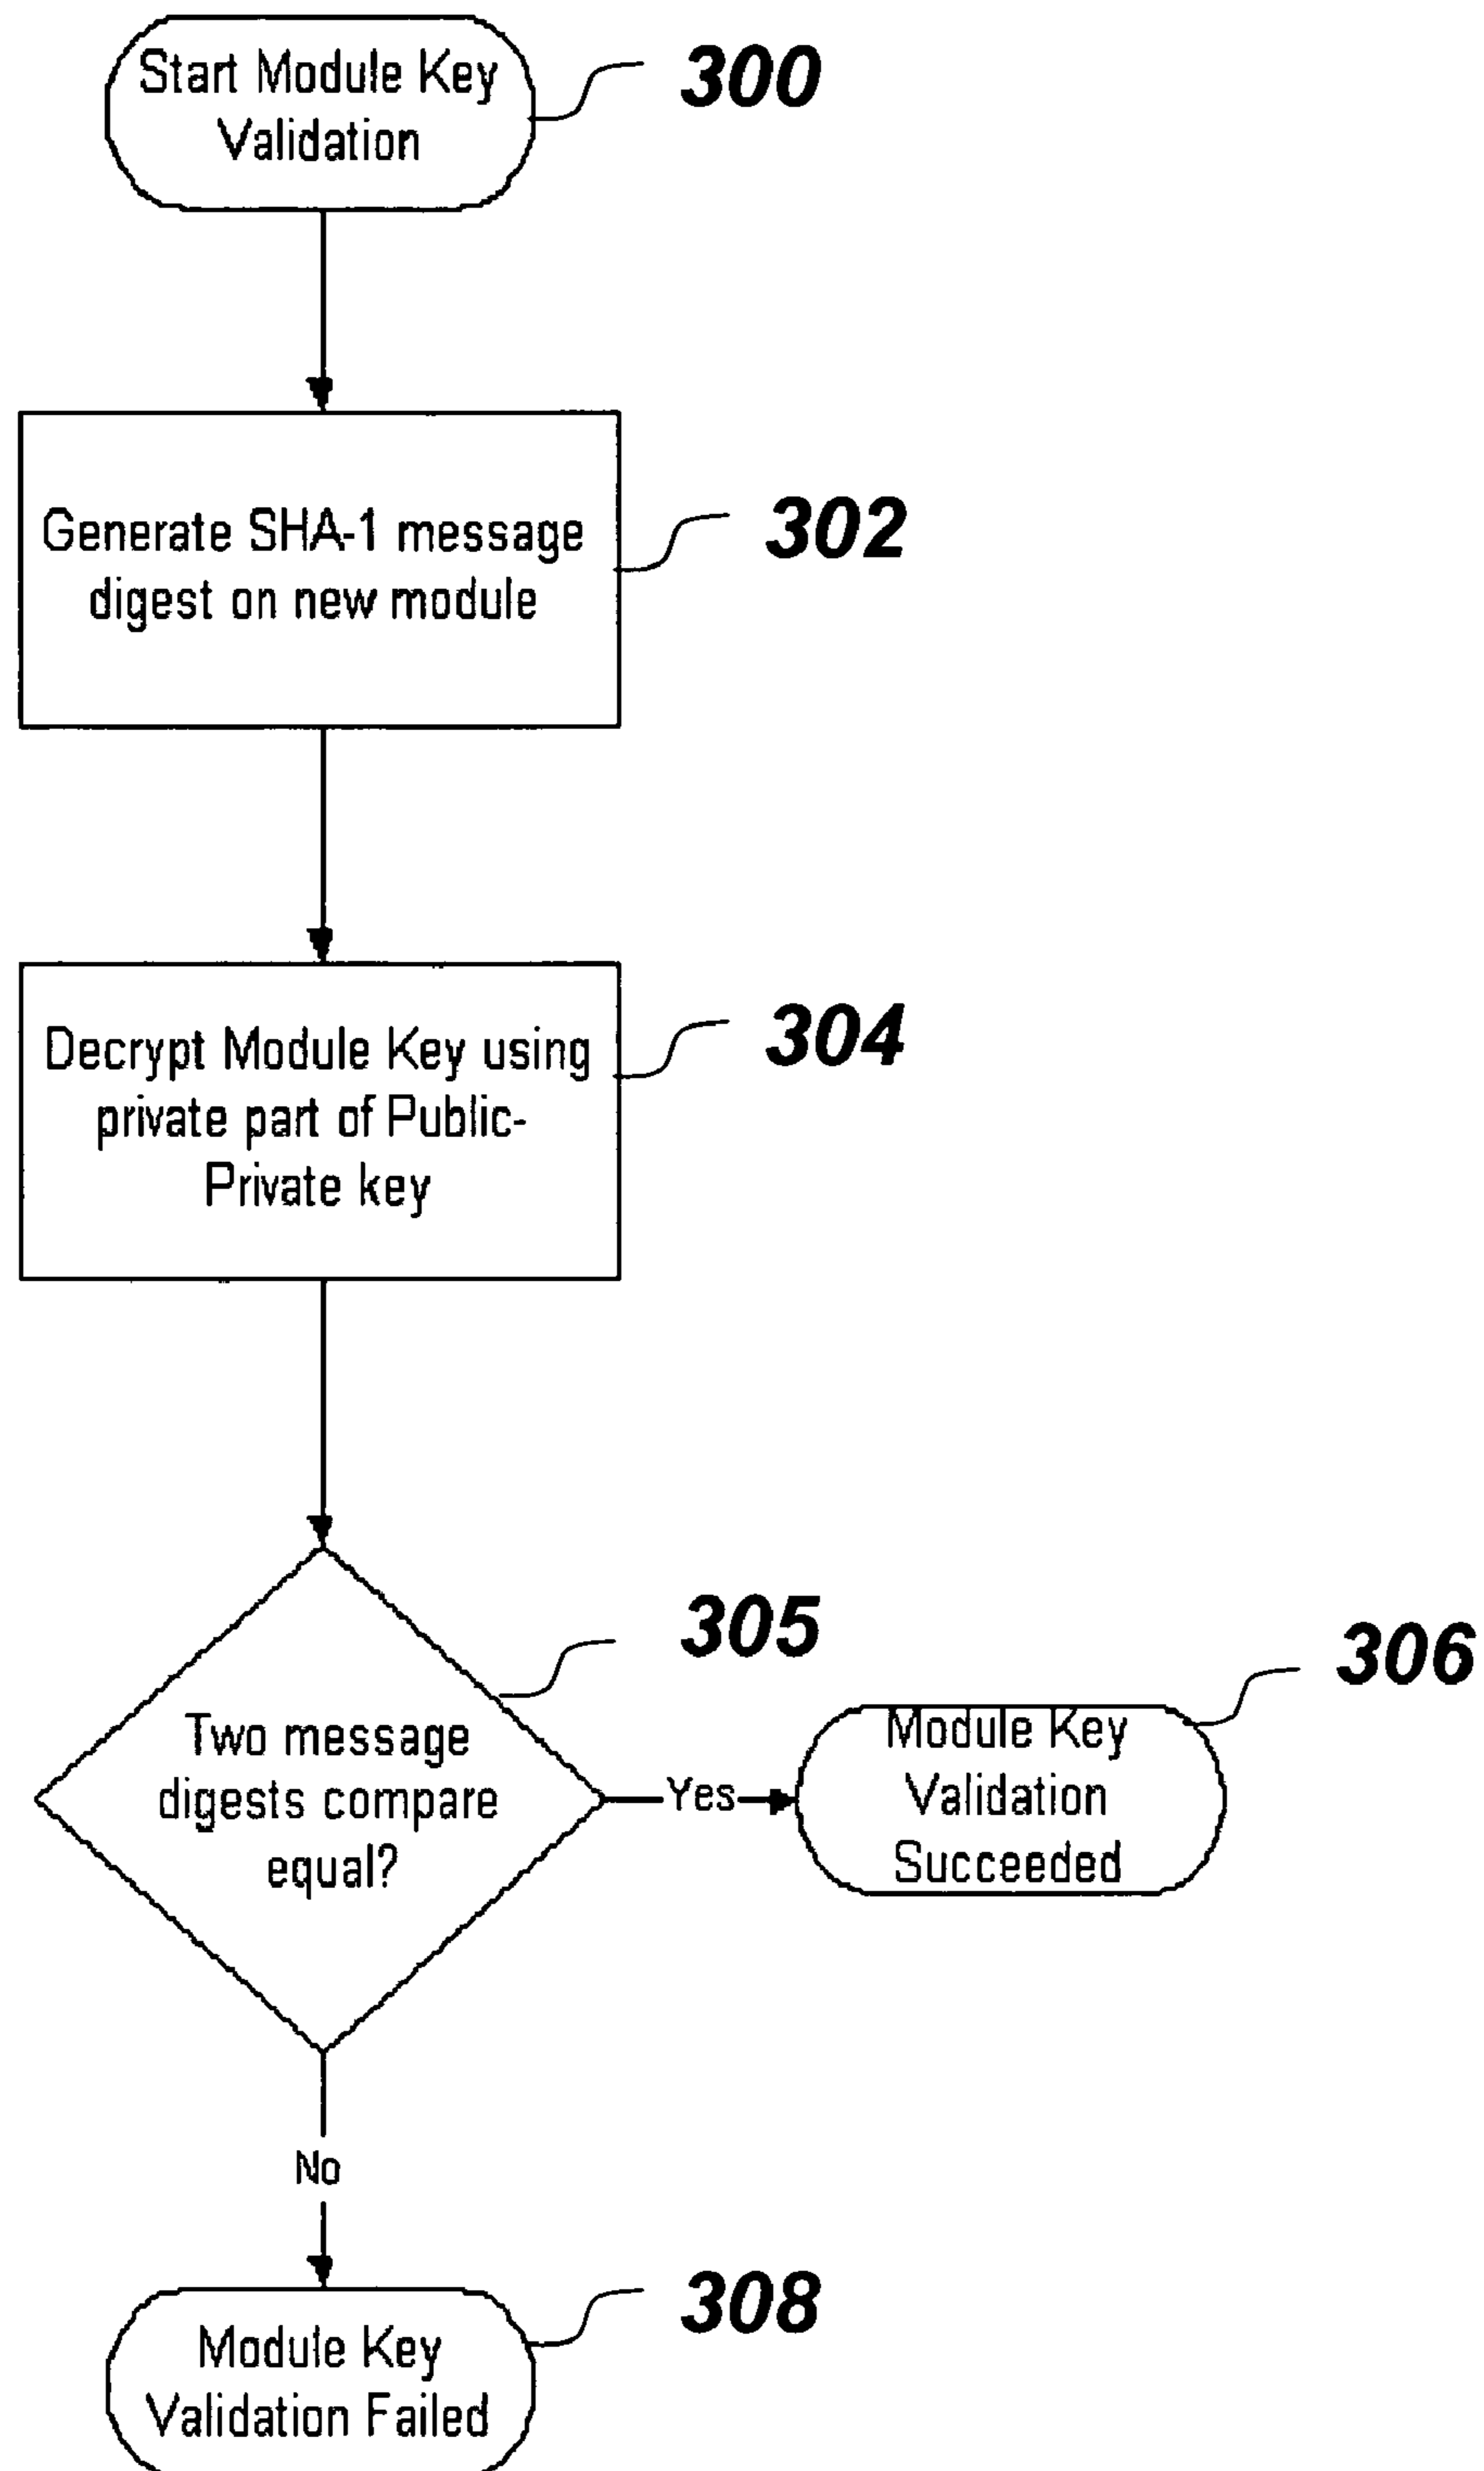 Start Module Key
Validation
300
Generate SHA-1 message
digest on new module
302
Decrypt Module Key using
private part of Public-
Private key
304
Two message
digests compare
equal?
305
Yes
Module Key
Validation
Succeeded
306
No
Module Key
Validation Failed
308